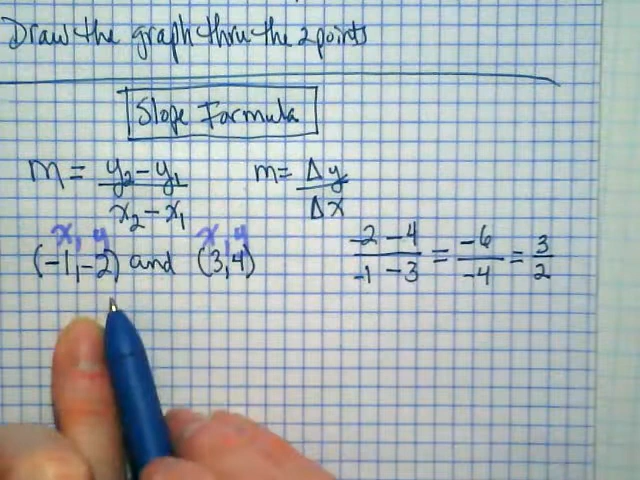 Draw the graph thru the 2 points
Slope Formula
m = y₂ - y₁ / x₂ - x₁ m = Δy / Δx
x, y x, y
(-1, -2) and (3, 4) -2 - 4 / -1 - 3 = -6 / -4 = 3 / 2